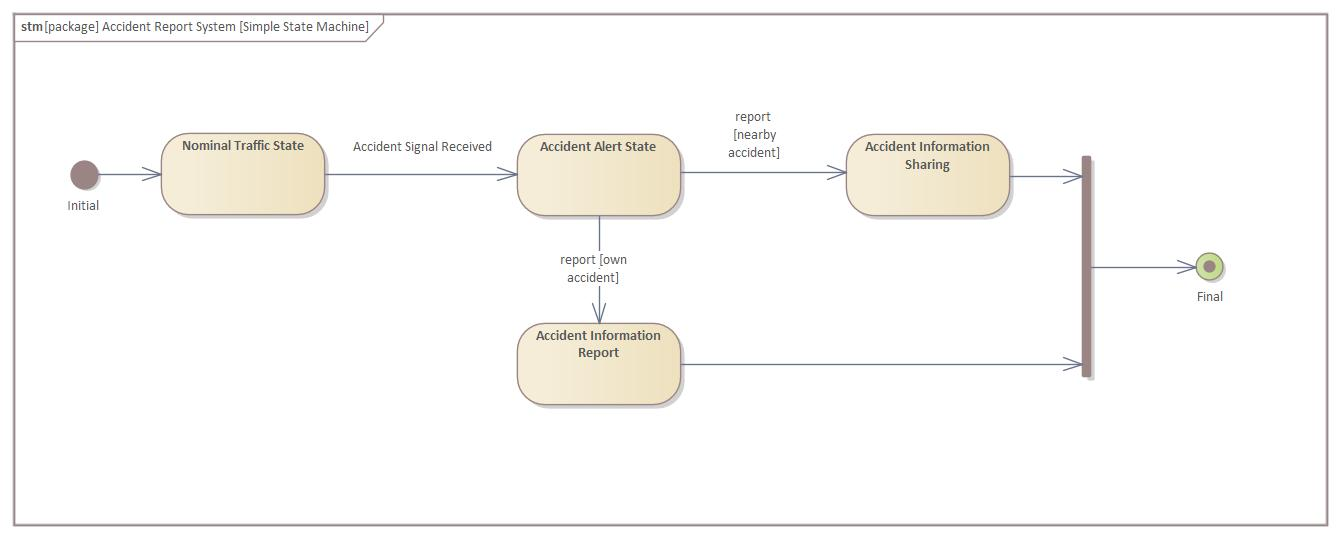 stm [package] Accident Report System [Simple State Machine]
Nominal Traffic State
Accident Signal Received
Accident Alert State
report
[nearby
accident]
Accident Information
Sharing
Initial
report [own
accident]
Final
Accident Information
Report